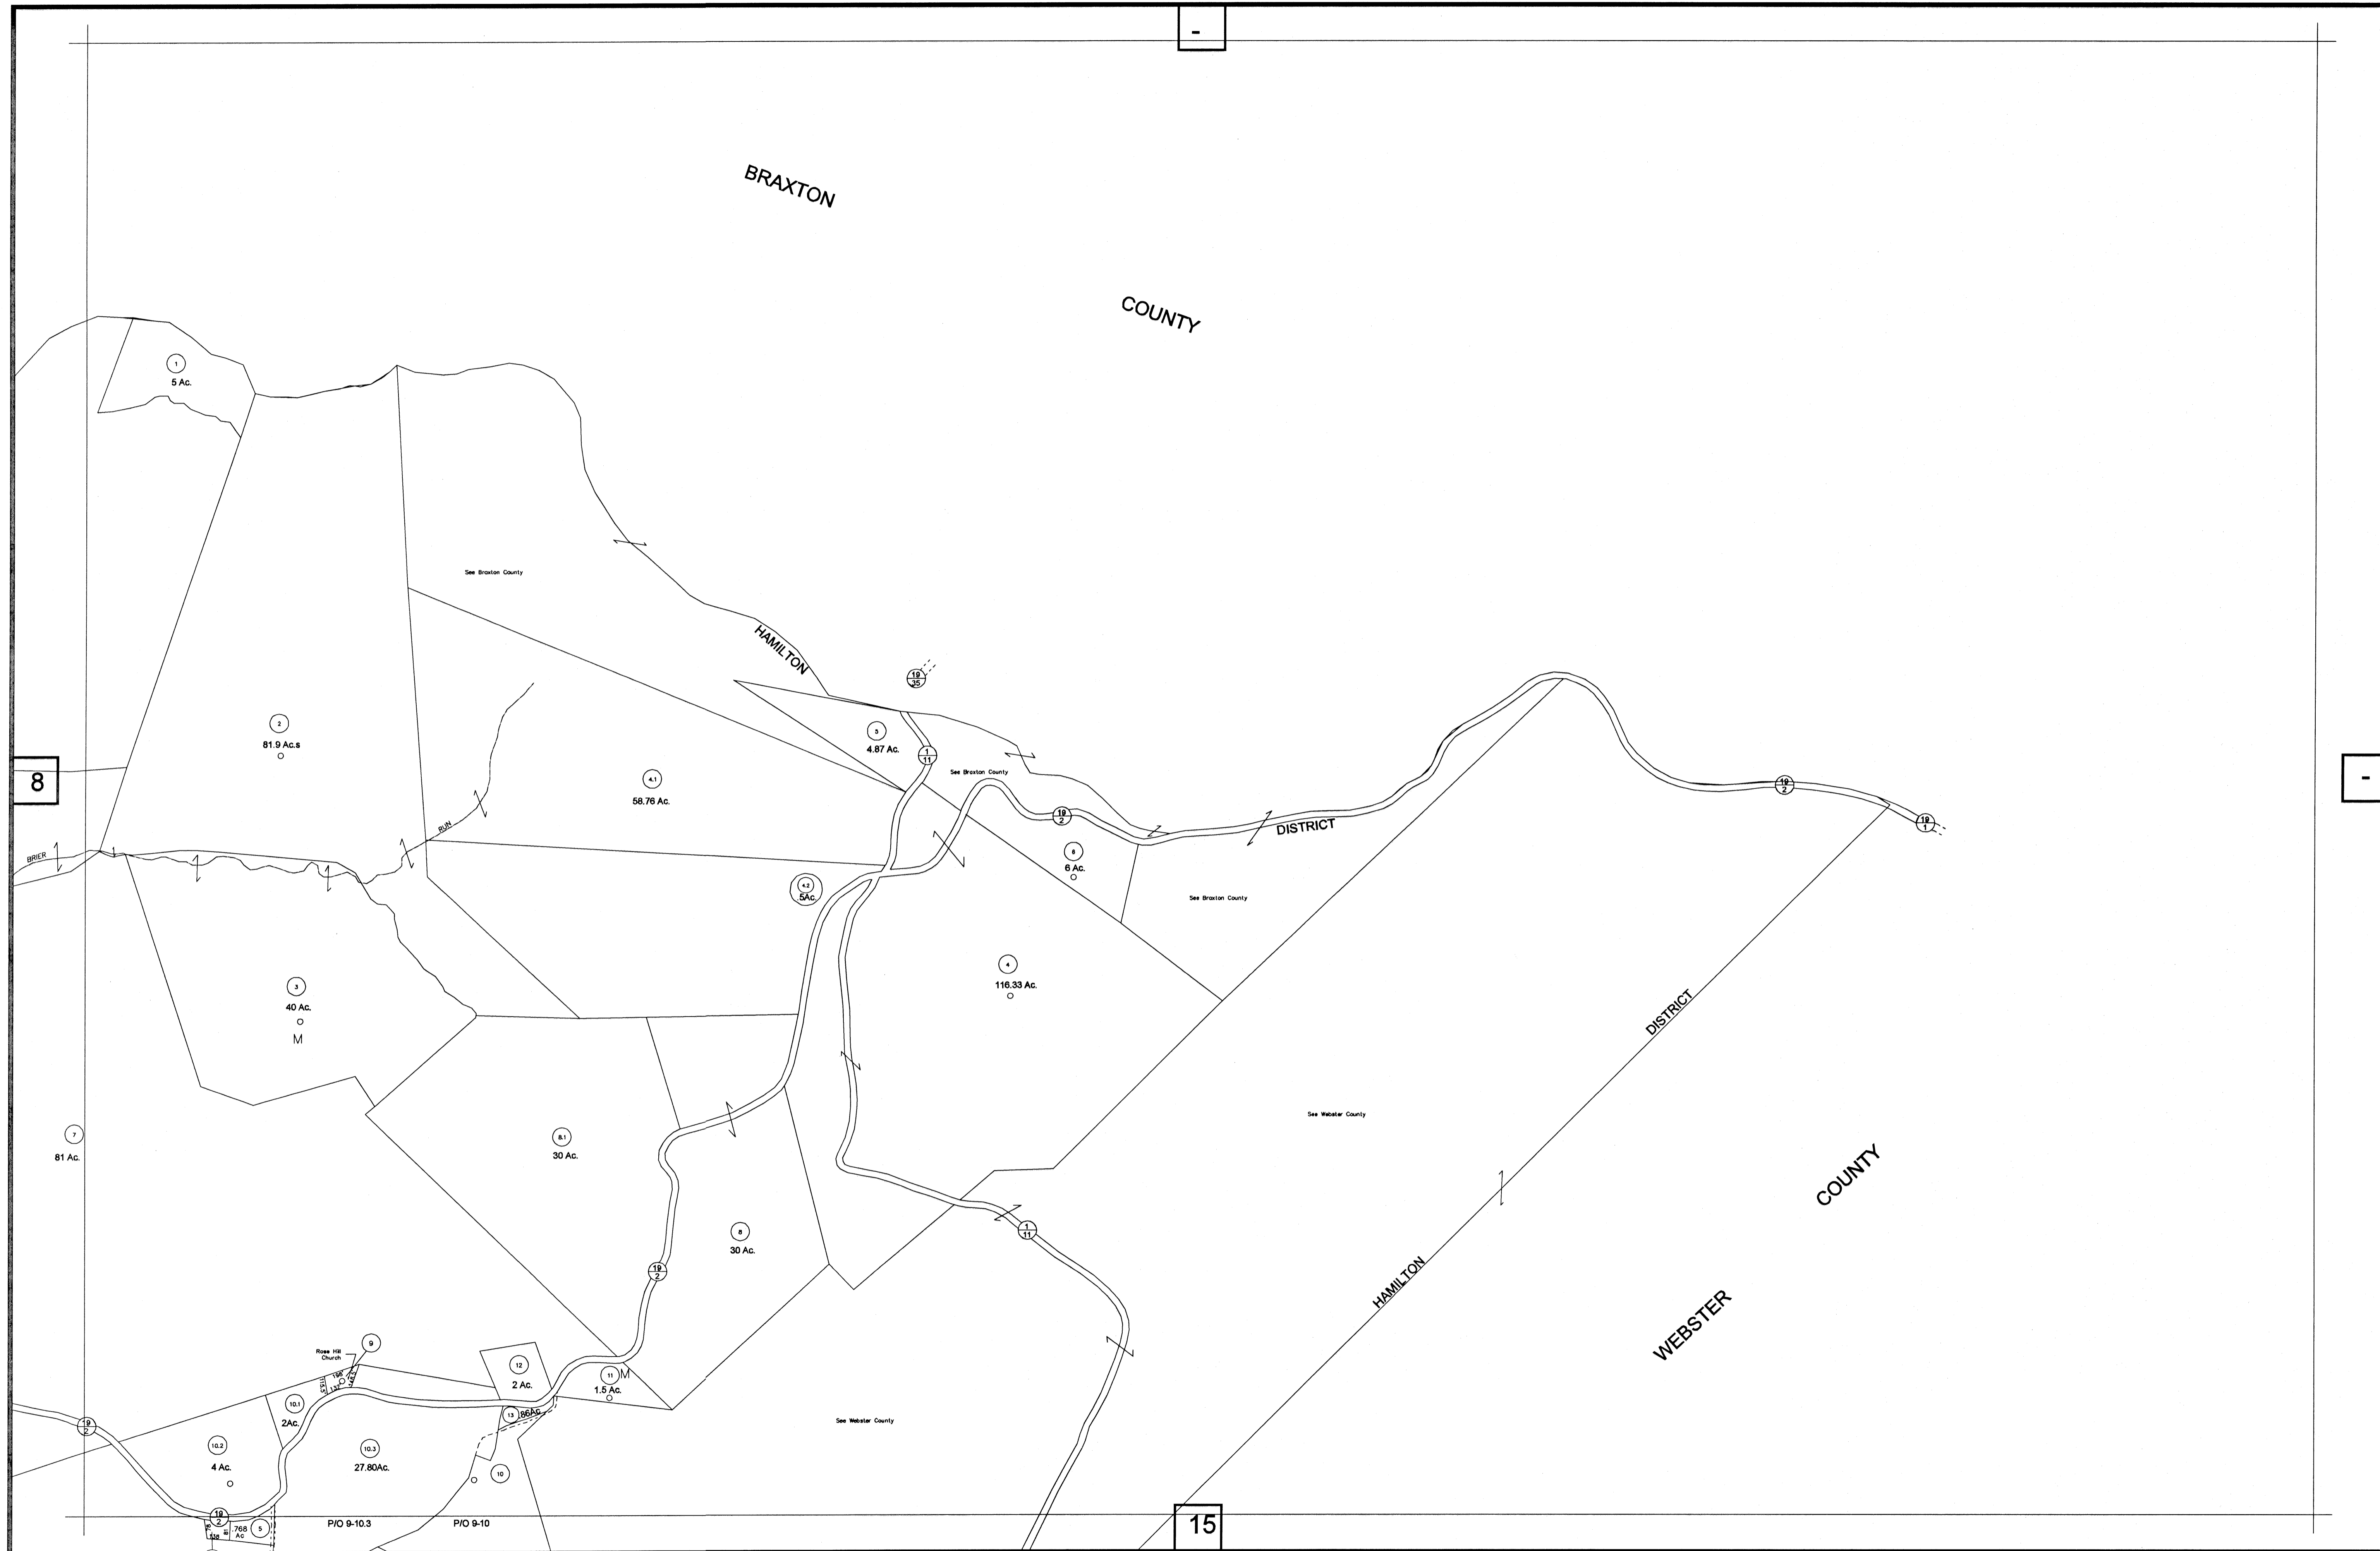 -
BRAXTON
COUNTY
1
5 Ac.
See Braxton County
HAMILTON
19
35
2
81.9 Ac.s
5
4.87 Ac.
1
11
See Braxton County
8
4.1
58.76 Ac.
19
2
-
19
2
19
1
DISTRICT
RUN
BRIER
6
6 Ac.
4.2
5Ac.
See Braxton County
4
116.33 Ac.
3
40 Ac.
M
DISTRICT
See Webster County
7
81 Ac.
8.1
30 Ac.
COUNTY
8
30 Ac.
1
11
19
2
HAMILTON
WEBSTER
Rose Hill
Church
9
12
2 Ac.
11
M
1.5 Ac.
10.1
2Ac.
13
.86Ac.
19
2
See Webster County
10.2
4 Ac.
10.3
27.80Ac.
10
19
2
.768
Ac
5
138
P/O 9-10.3
P/O 9-10
15